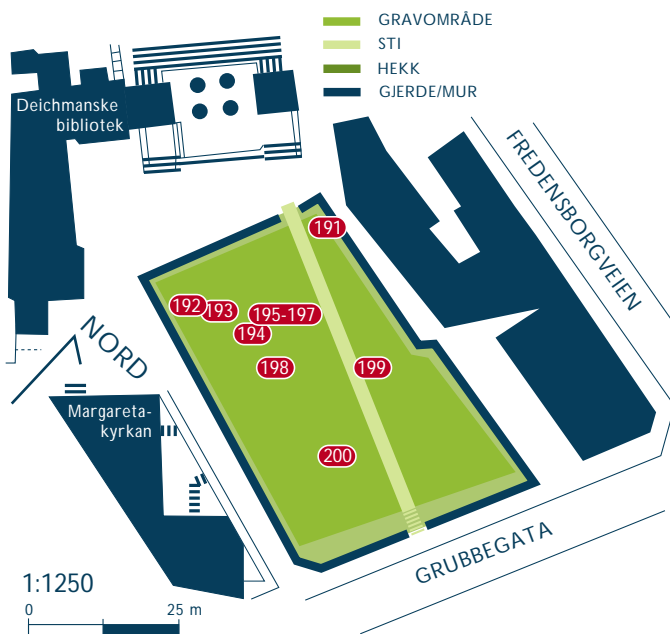 GRAVOMRÅDE
STI
HEKK
GJERDE/MUR
Deichmanske
bibliotek
FREDENSBORGVEIEN
191
192
193
195-197
194
198
199
NORD
Margareta-
kyrkan
200
GRUBBEGATA
1:1250
0 25 m